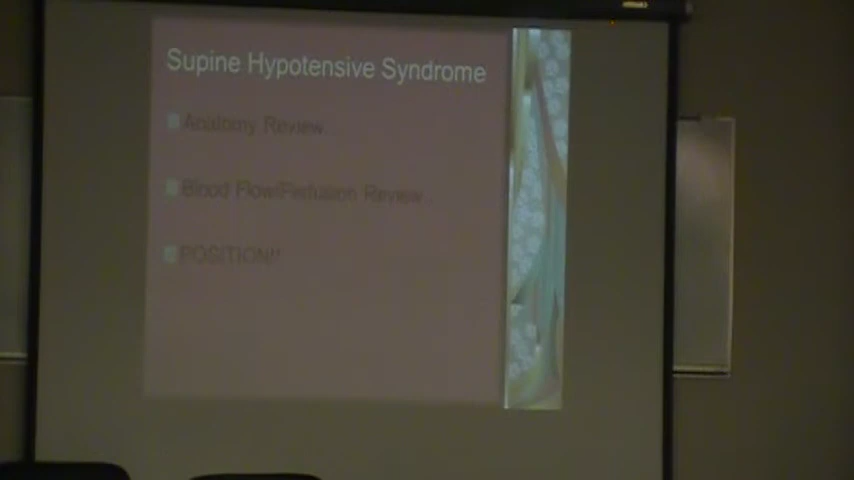 Supine Hypotensive Syndrome
Anatomy Review
Blood Flow/Perfusion Review
POSITION!!